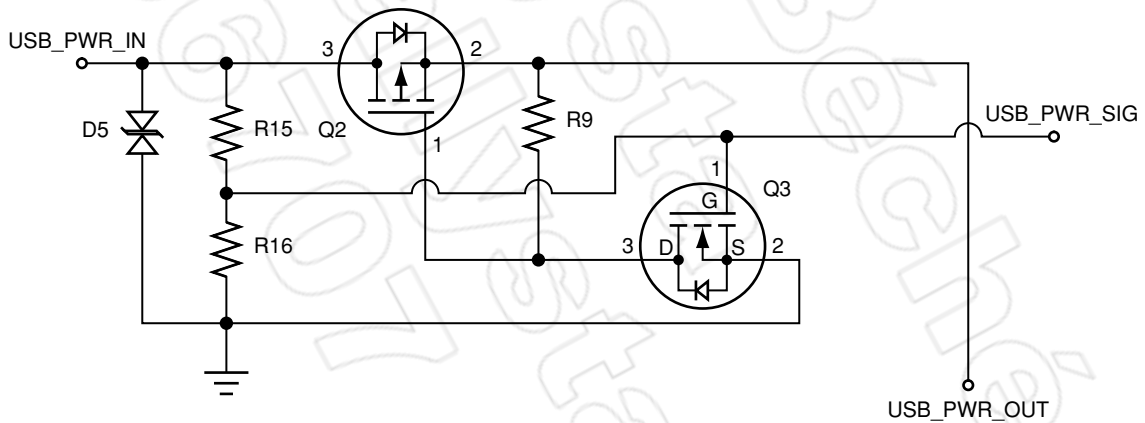 USB_PWR_IN
3
2
D5
R15
Q2
R9
1
USB_PWR_SIG
1
Q3
G
R16
3
D
S
2
USB_PWR_OUT